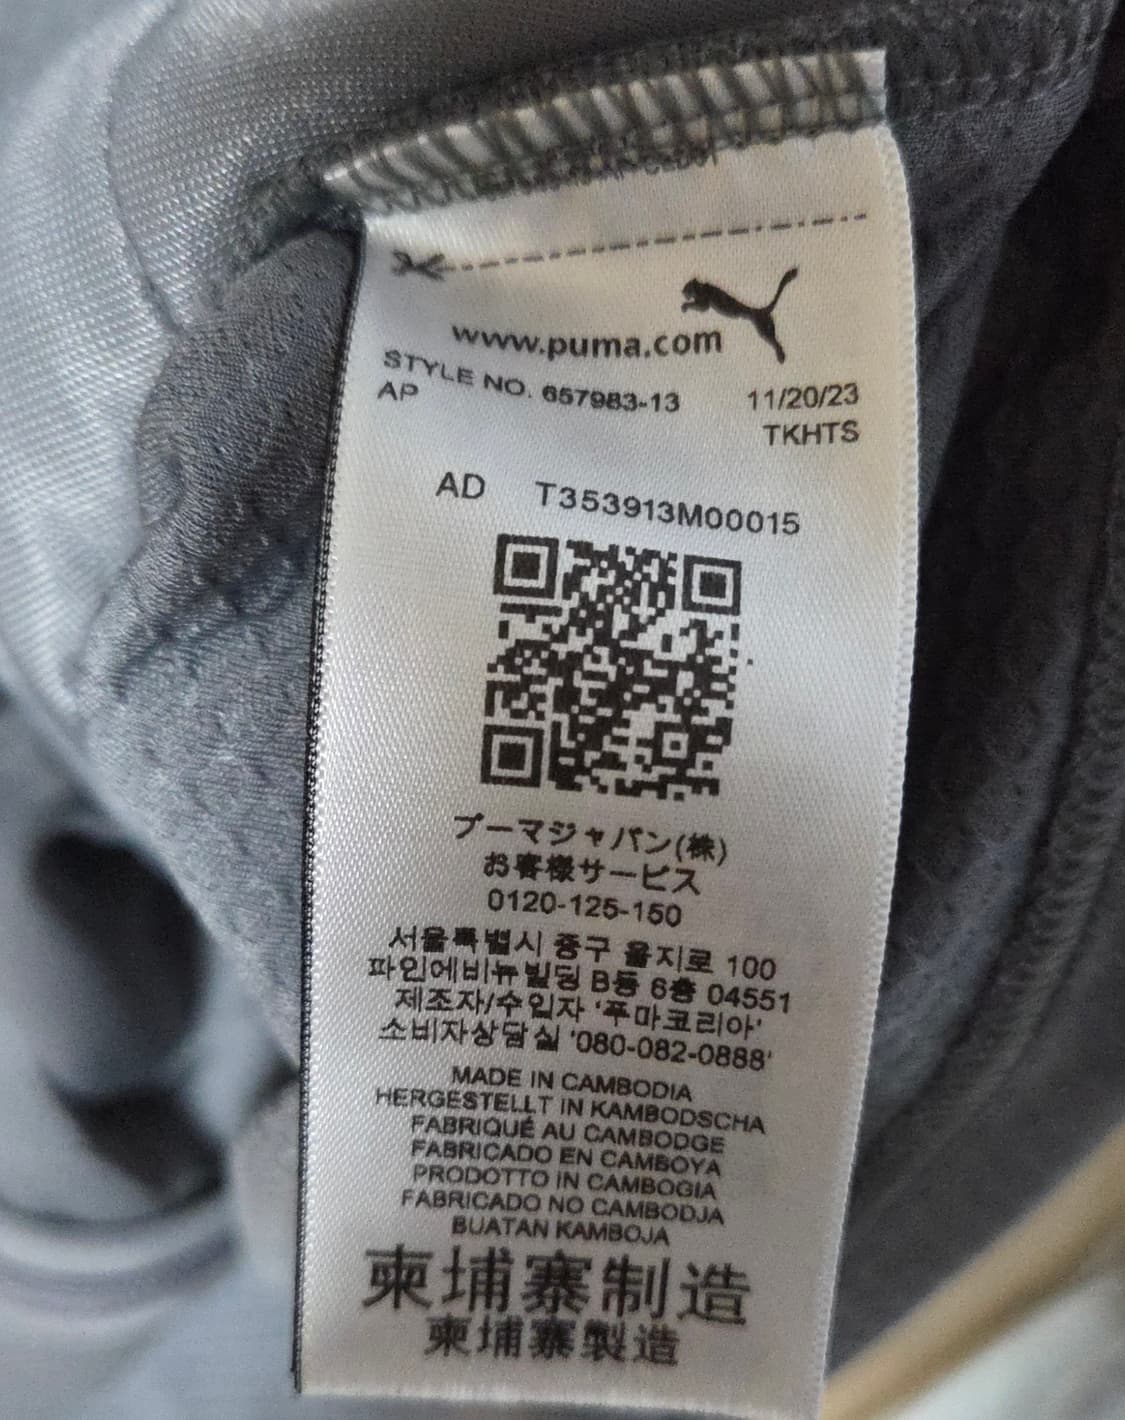 www.puma.com
STYLE NO. 657983-13 11/20/23
AP TKHTS
AD T353913M00015
プーマジャパン(株)
お客様サービス
0120-125-150
서울특별시 중구 을지로 100
파인에비뉴빌딩 B동 6층 04551
제조자/수입자 '푸마코리아'
소비자상담실 '080-082-0888'
MADE IN CAMBODIA
HERGESTELLT IN KAMBODSCHA
FABRIQUÉ AU CAMBODGE
FABRICADO EN CAMBOYA
PRODOTTO IN CAMBOGIA
FABRICADO NO CAMBODJA
BUATAN KAMBOJA
柬埔寨制造
柬埔寨製造